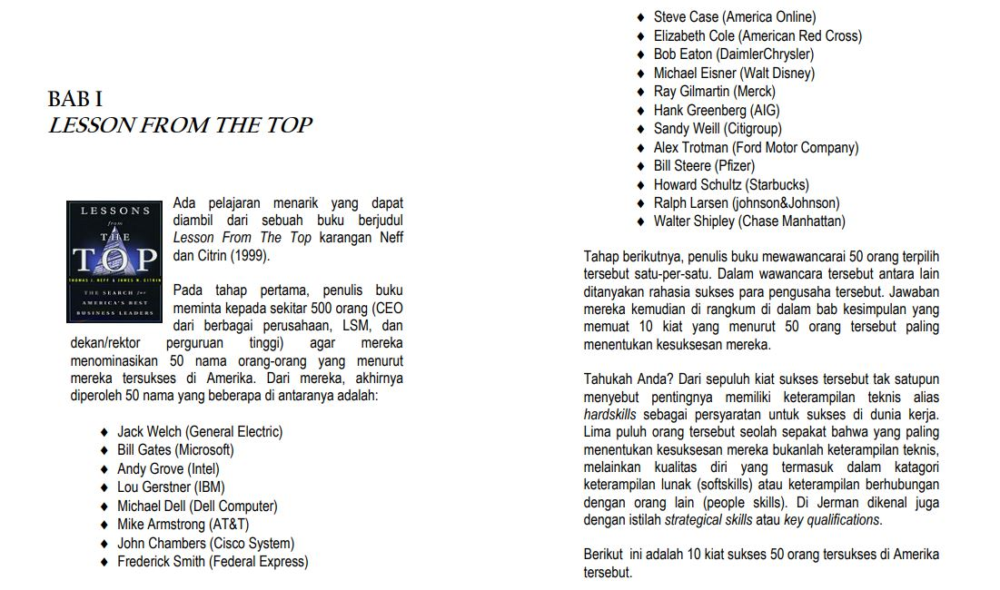 BAB I
LESSON FROM THE TOP
LESSONS
from
THE
TOP
THOMAS J. NEFF & JAMES M. CITRIN
THE SEARCH for
AMERICA'S BEST
BUSINESS LEADERS
Ada pelajaran menarik yang dapat
diambil dari sebuah buku berjudul
Lesson From The Top karangan Neff
dan Citrin (1999).
Pada tahap pertama, penulis buku
meminta kepada sekitar 500 orang (CEO
dari berbagai perusahaan, LSM, dan
dekan/rektor perguruan tinggi) agar mereka
menominasikan 50 nama orang-orang yang menurut
mereka tersukses di Amerika. Dari mereka, akhirnya
diperoleh 50 nama yang beberapa di antaranya adalah:
♦ Jack Welch (General Electric)
♦ Bill Gates (Microsoft)
♦ Andy Grove (Intel)
♦ Lou Gerstner (IBM)
♦ Michael Dell (Dell Computer)
♦ Mike Armstrong (AT&T)
♦ John Chambers (Cisco System)
♦ Frederick Smith (Federal Express)
♦ Steve Case (America Online)
♦ Elizabeth Cole (American Red Cross)
♦ Bob Eaton (DaimlerChrysler)
♦ Michael Eisner (Walt Disney)
♦ Ray Gilmartin (Merck)
♦ Hank Greenberg (AIG)
♦ Sandy Weill (Citigroup)
♦ Alex Trotman (Ford Motor Company)
♦ Bill Steere (Pfizer)
♦ Howard Schultz (Starbucks)
♦ Ralph Larsen (johnson&Johnson)
♦ Walter Shipley (Chase Manhattan)
Tahap berikutnya, penulis buku mewawancarai 50 orang terpilih
tersebut satu-per-satu. Dalam wawancara tersebut antara lain
ditanyakan rahasia sukses para pengusaha tersebut. Jawaban
mereka kemudian di rangkum di dalam bab kesimpulan yang
memuat 10 kiat yang menurut 50 orang tersebut paling
menentukan kesuksesan mereka.
Tahukah Anda? Dari sepuluh kiat sukses tersebut tak satupun
menyebut pentingnya memiliki keterampilan teknis alias
hardskills sebagai persyaratan untuk sukses di dunia kerja.
Lima puluh orang tersebut seolah sepakat bahwa yang paling
menentukan kesuksesan mereka bukanlah keterampilan teknis,
melainkan kualitas diri yang termasuk dalam katagori
keterampilan lunak (softskills) atau keterampilan berhubungan
dengan orang lain (people skills). Di Jerman dikenal juga
dengan istilah strategical skills atau key qualifications.
Berikut ini adalah 10 kiat sukses 50 orang tersukses di Amerika
tersebut.